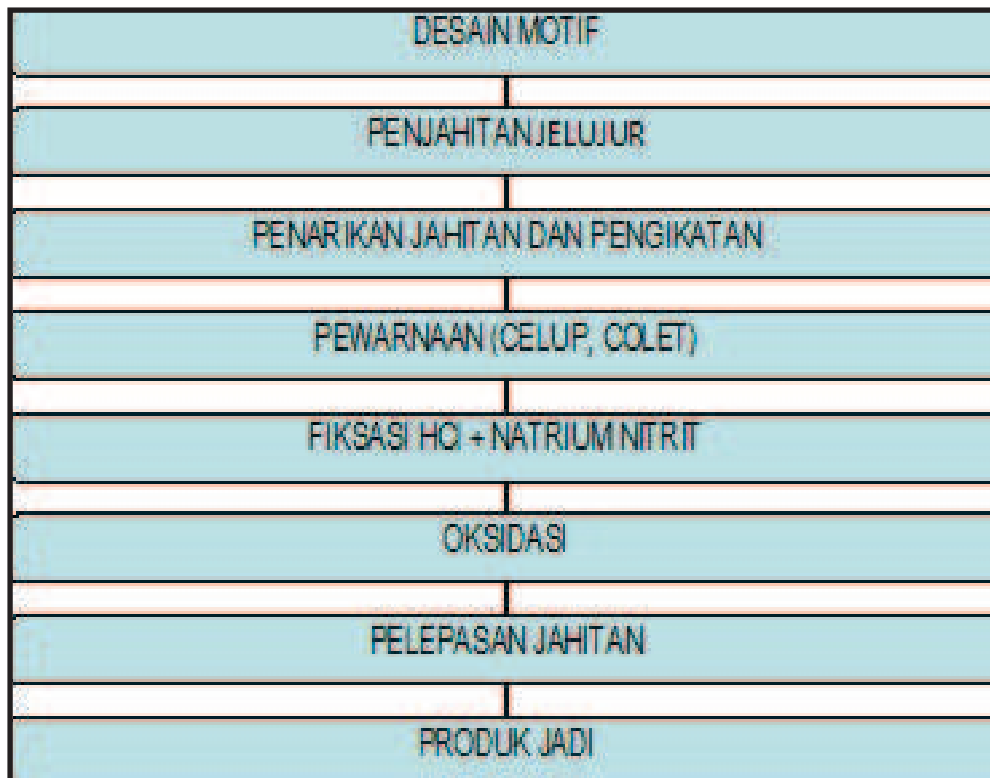 DESAIN MOTIF
PENJAHITAN JELUJUR
PENARIKAN JAHITAN DAN PENGIKATAN
PEWARNAAN (CELUP, COLET)
FIKSASI HCl + NATRIUM NITRIT
OKSIDASI
PELEPASAN JAHITAN
PRODUK JADI